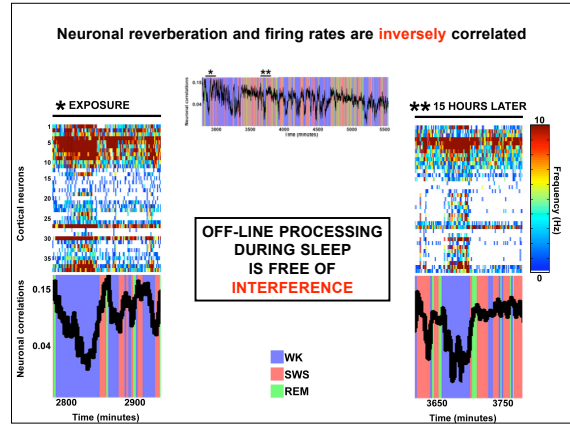 Neuronal reverberation and firing rates are inversely correlated
* **
0.15
0.04
Neuronal correlations
3000 3500 4000 4500 5000 5500
Time (minutes)
* EXPOSURE
1
5
10
15
20
25
30
35
Cortical neurons
0.15
0.04
Neuronal correlations
2800 2900
Time (minutes)
OFF-LINE PROCESSING
DURING SLEEP
IS FREE OF
INTERFERENCE
WK
SWS
REM
** 15 HOURS LATER
10
0
Frequency (Hz)
3650 3750
Time (minutes)